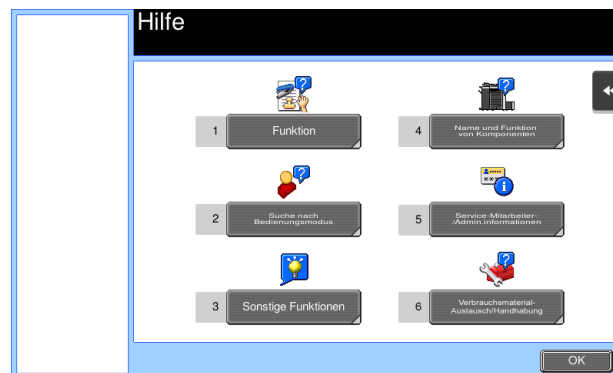 Hilfe
1 Funktion
4 Name und Funktion
von Komponenten
2 Suche nach
Bedienungsmodus
5 Service-Mitarbeiter-
/Admin.informationen
3 Sonstige Funktionen
6 Verbrauchsmaterial-
Austausch/Handhabung
OK